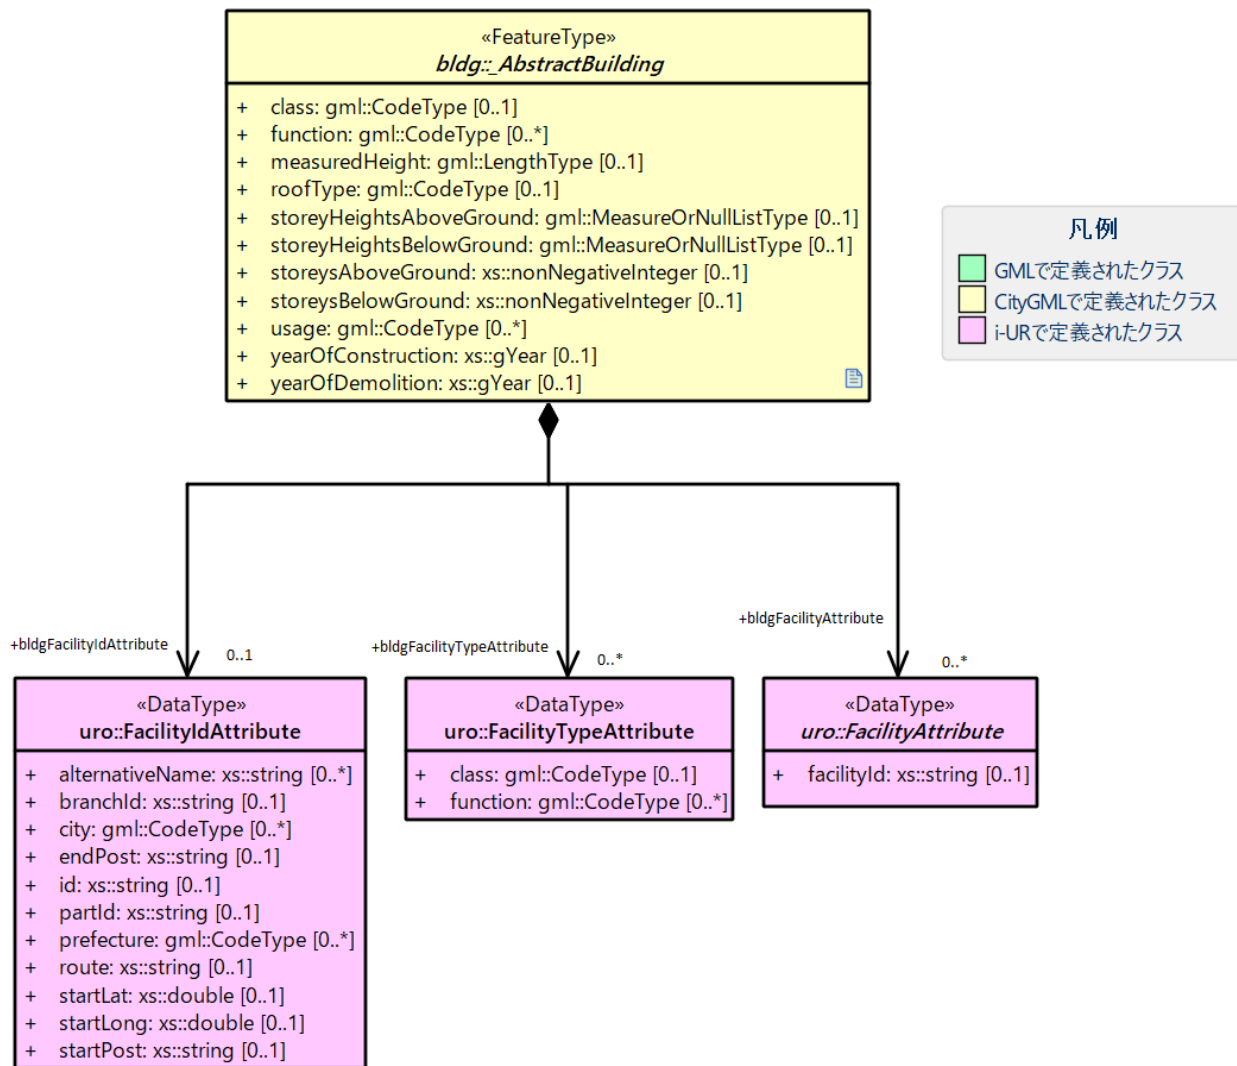 «FeatureType»
bldg::_AbstractBuilding
+ class: gml::CodeType [0..1]
+ function: gml::CodeType [0..*]
+ measuredHeight: gml::LengthType [0..1]
+ roofType: gml::CodeType [0..1]
+ storeyHeightsAboveGround: gml::MeasureOrNullListType [0..1]
+ storeyHeightsBelowGround: gml::MeasureOrNullListType [0..1]
+ storeysAboveGround: xs::nonNegativeInteger [0..1]
+ storeysBelowGround: xs::nonNegativeInteger [0..1]
+ usage: gml::CodeType [0..*]
+ yearOfConstruction: xs::gYear [0..1]
+ yearOfDemolition: xs::gYear [0..1]
凡例
GMLで定義されたクラス
CityGMLで定義されたクラス
i-URで定義されたクラス
+bldgFacilityIdAttribute
0..1
+bldgFacilityTypeAttribute
0..*
+bldgFacilityAttribute
0..*
«DataType»
uro::FacilityIdAttribute
+ alternativeName: xs::string [0..*]
+ branchId: xs::string [0..1]
+ city: gml::CodeType [0..*]
+ endPost: xs::string [0..1]
+ id: xs::string [0..1]
+ partId: xs::string [0..1]
+ prefecture: gml::CodeType [0..*]
+ route: xs::string [0..1]
+ startLat: xs::double [0..1]
+ startLong: xs::double [0..1]
+ startPost: xs::string [0..1]
«DataType»
uro::FacilityTypeAttribute
+ class: gml::CodeType [0..1]
+ function: gml::CodeType [0..*]
«DataType»
uro::FacilityAttribute
+ facilityId: xs::string [0..1]